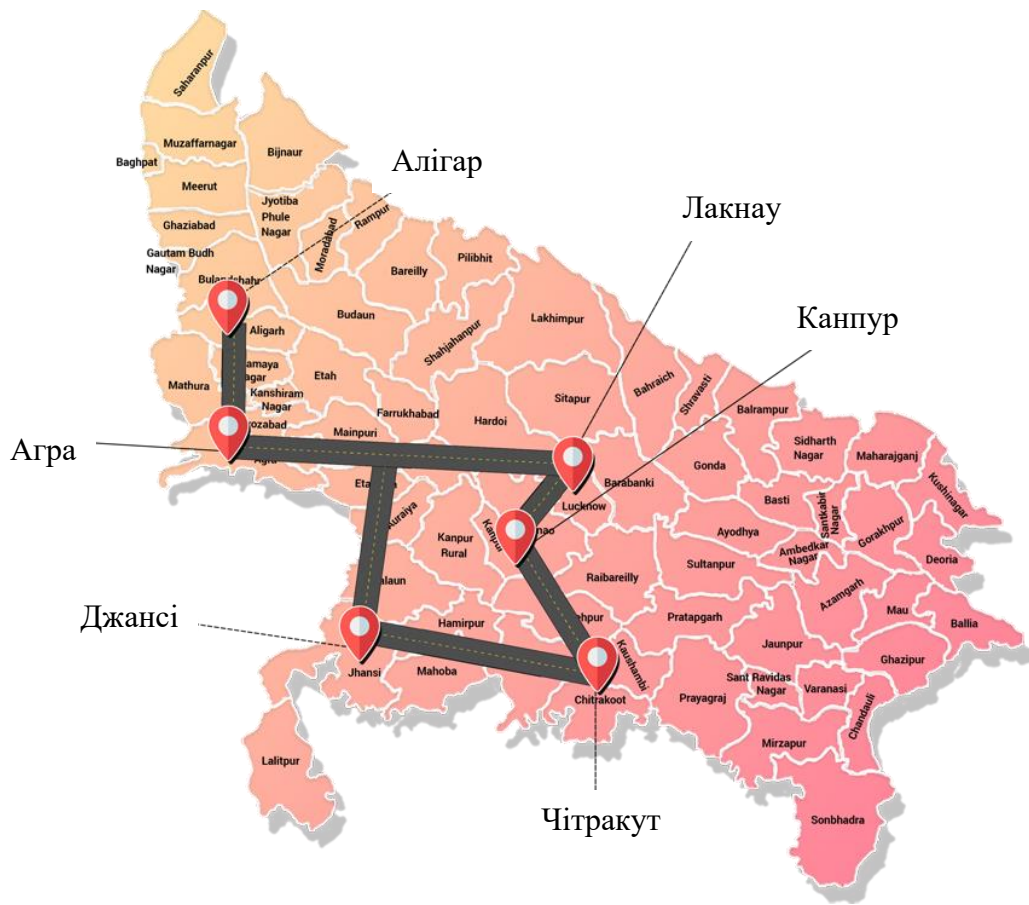 Saharanpur
Muzaffarnagar
Bijnaur
Baghpat
Meerut
Алігар
Jyotiba
Phule
Nagar
Moradabad
Rampur
Лакнау
Ghaziabad
Gautam Budh
Nagar
Bareilly
Pilibhit
Budaun
Lakhimpur
Канпур
Aligarh
Shahjahanpur
Mathura
Etah
Kanshiram
Nagar
Farrukhabad
Hardoi
Sitapur
Bahraich
Shravasti
Balrampur
Агра
Mainpuri
Sidharth
Nagar
Maharajganj
Kushinagar
Gonda
Barabanki
Lucknow
Basti
Santkabir
Nagar
Gorakhpur
Kanpur
Rural
Kanpur
Ayodhya
Ambedkar
Nagar
Deoria
Sultanpur
Raibareilly
Azamgarh
Mau
Ballia
Джансі
Hamirpur
Pratapgarh
Jaunpur
Ghazipur
Jhansi
Mahoba
Kaushambi
Chitrakoot
Prayagraj
Sant Ravidas
Nagar
Varanasi
Chandauli
Mirzapur
Lalitpur
Чітракут
Sonbhadra